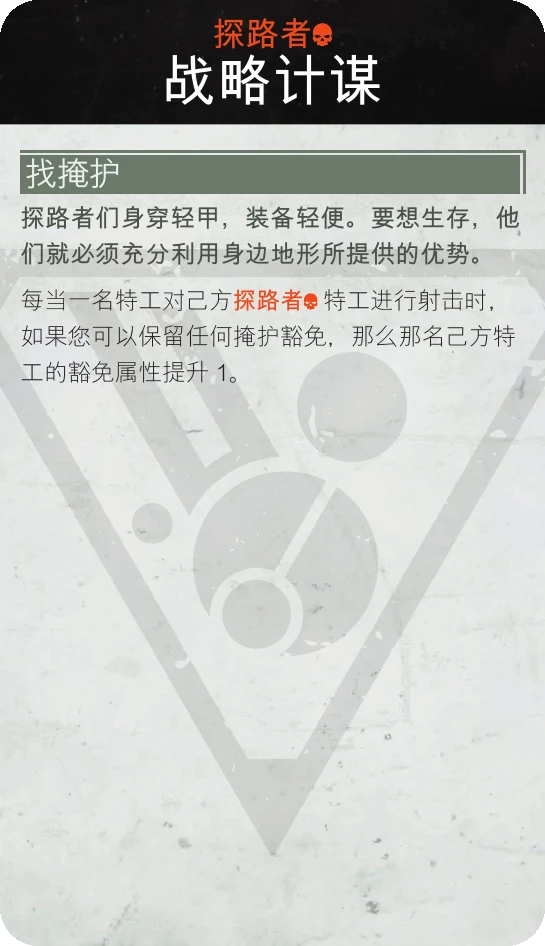 探路者
战略计谋
找掩护
探路者们身穿轻甲，装备轻便。要想生存，他
们就必须充分利用身边地形所提供的优势。
每当一名特工对己方探路者 特工进行射击时，
如果您可以保留任何掩护豁免，那么那名己方特
工的豁免属性提升 1。